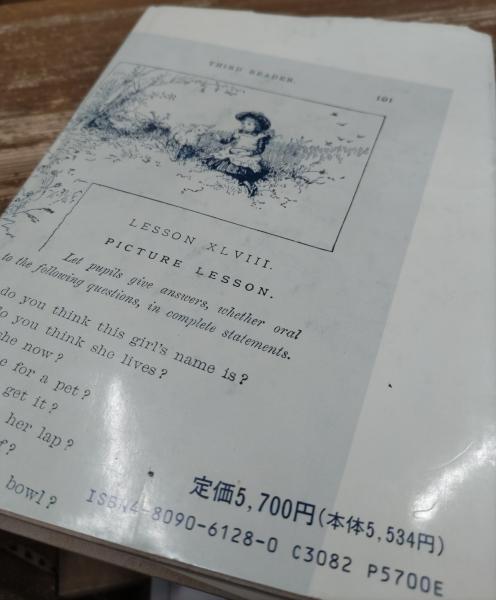 THIRD READER.
101
LESSON XLVIII.
PICTURE LESSON.
Let pupils give answers, whether oral
to the following questions, in complete statements.
do you think this girl's name is?
you think she lives?
she now?
for a pet?
get it?
her lap?
bowl?
定価5,700円(本体5,534円)
ISBN4-8090-6128-0 C3082 P5700E